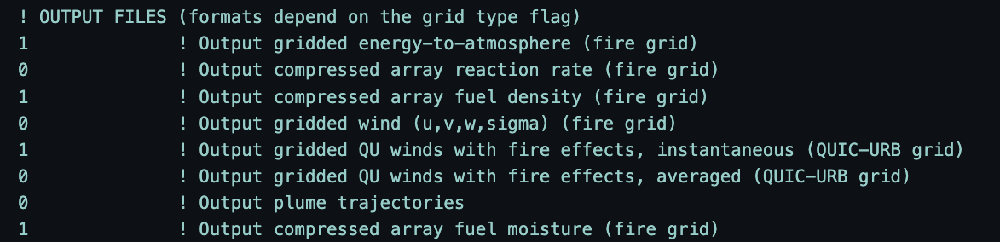 ! OUTPUT FILES (formats depend on the grid type flag)
1 ! Output gridded energy-to-atmosphere (fire grid)
0 ! Output compressed array reaction rate (fire grid)
1 ! Output compressed array fuel density (fire grid)
0 ! Output gridded wind (u,v,w,sigma) (fire grid)
1 ! Output gridded QU winds with fire effects, instantaneous (QUIC-URB grid)
0 ! Output gridded QU winds with fire effects, averaged (QUIC-URB grid)
0 ! Output plume trajectories
1 ! Output compressed array fuel moisture (fire grid)